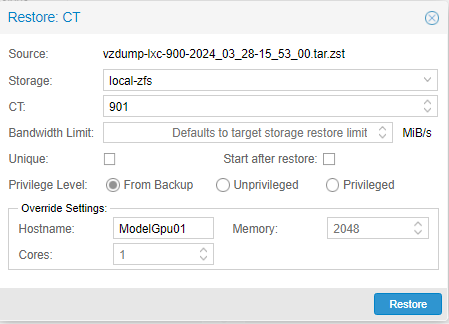 Restore: CT
Source: vzdump-lxc-900-2024_03_28-15_53_00.tar.zst
Storage: local-zfs
CT: 901
Bandwidth Limit: Defaults to target storage restore limit MiB/s
Unique: Start after restore:
Privilege Level: From Backup Unprivileged Privileged
Override Settings:
Hostname: ModelGpu01 Memory: 2048
Cores: 1
Restore